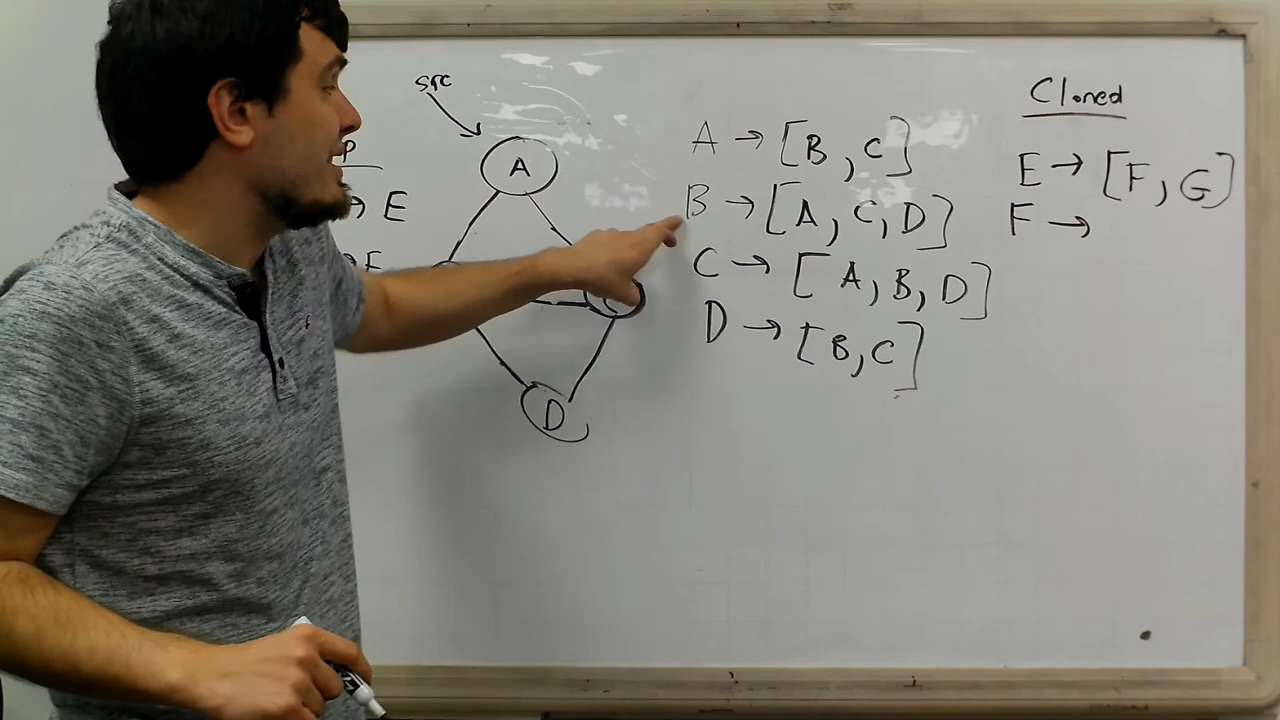 src
p
→ E
→ F
A
D
A → [B, C]
B → [A, C, D]
C → [A, B, D]
D → [B, C]
Cloned
E → [F, G]
F →